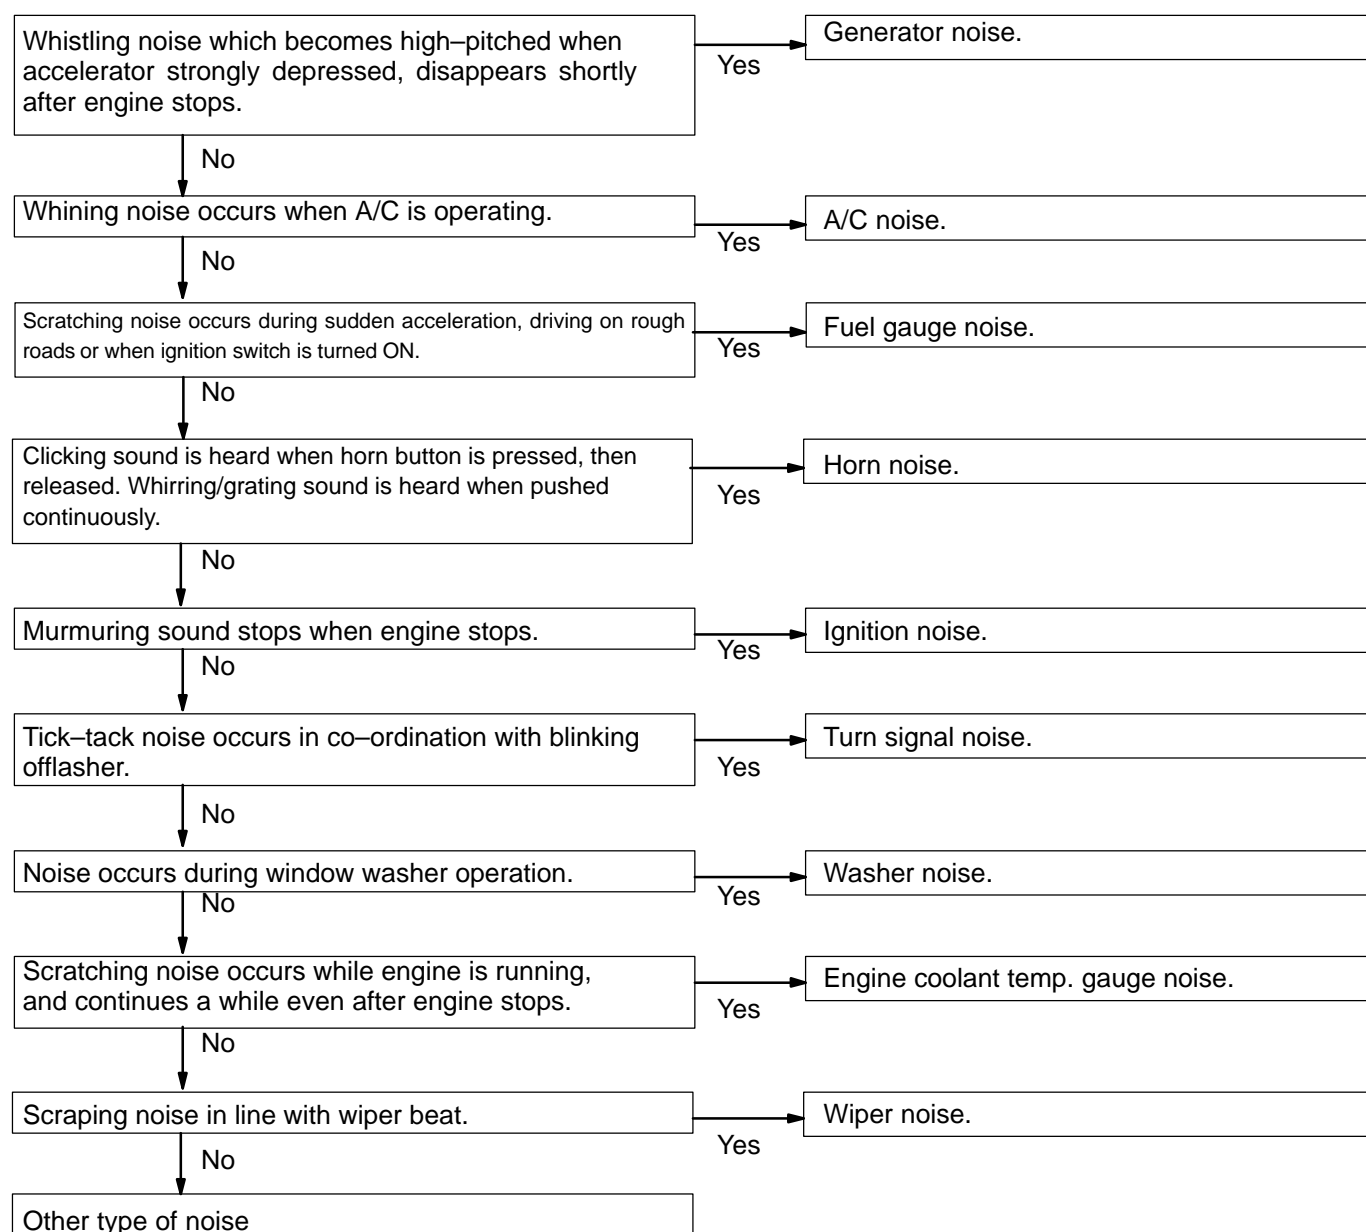 Whistling noise which becomes high–pitched when
accelerator strongly depressed, disappears shortly
after engine stops.
Yes
Generator noise.
No
Whining noise occurs when A/C is operating.
Yes
A/C noise.
No
Scratching noise occurs during sudden acceleration, driving on rough
roads or when ignition switch is turned ON.
Yes
Fuel gauge noise.
No
Clicking sound is heard when horn button is pressed, then
released. Whirring/grating sound is heard when pushed
continuously.
Yes
Horn noise.
No
Murmuring sound stops when engine stops.
Yes
Ignition noise.
No
Tick–tack noise occurs in co–ordination with blinking
offlasher.
Yes
Turn signal noise.
No
Noise occurs during window washer operation.
Yes
Washer noise.
No
Scratching noise occurs while engine is running,
and continues a while even after engine stops.
Yes
Engine coolant temp. gauge noise.
No
Scraping noise in line with wiper beat.
Yes
Wiper noise.
No
Other type of noise